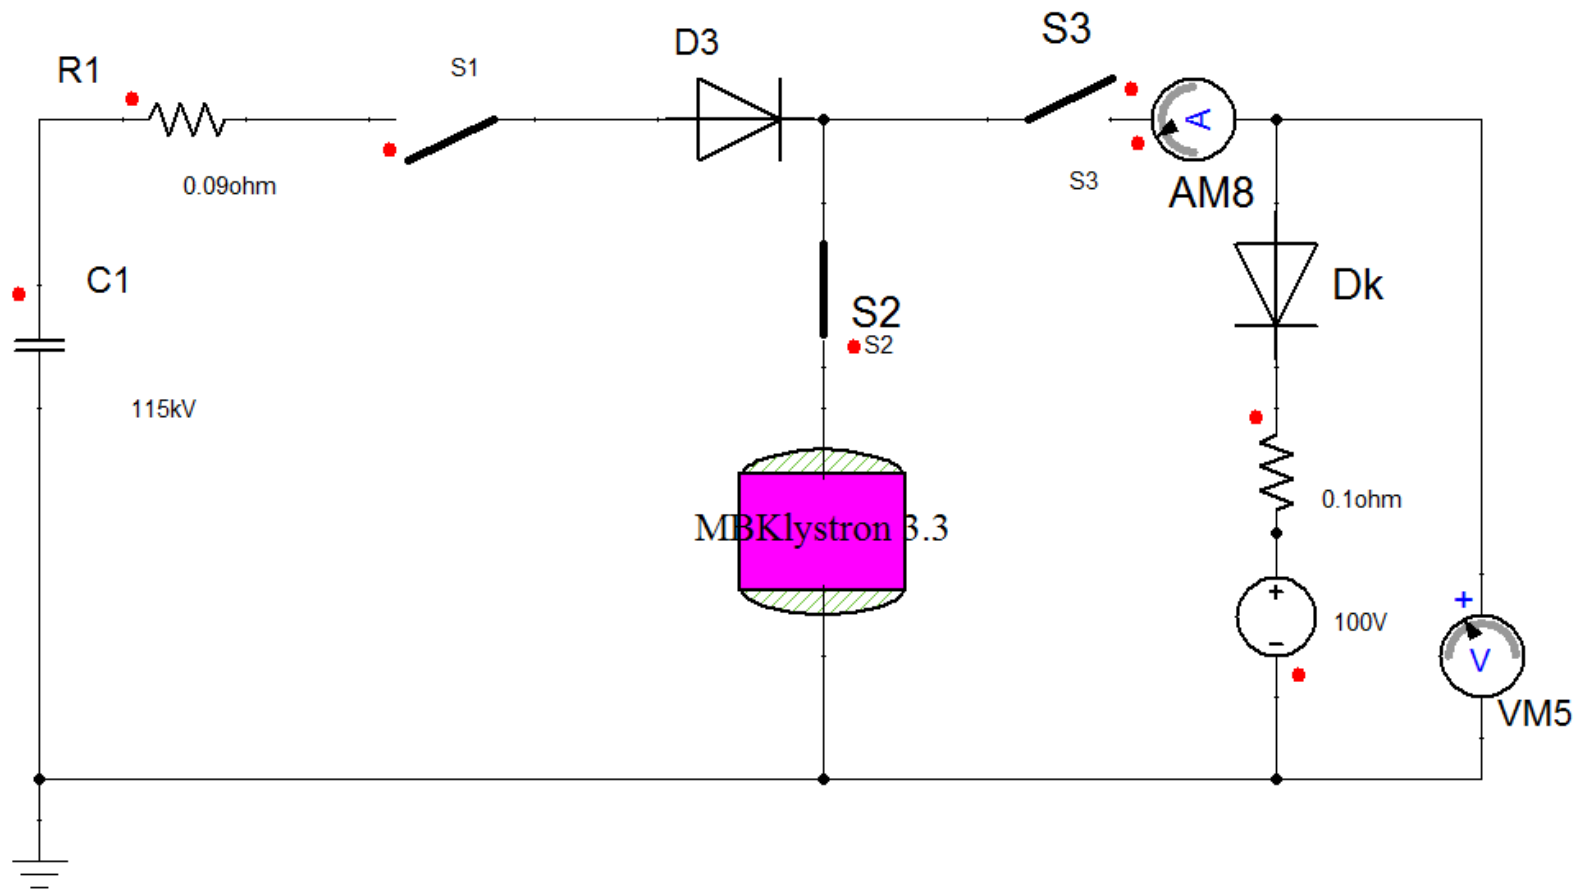 R1
S1
D3
S3
0.09ohm
A
S3
AM8
C1
Dk
S2
S2
115kV
MBKlystron 3.3
0.1ohm
+
-
100V
+
V
VM5